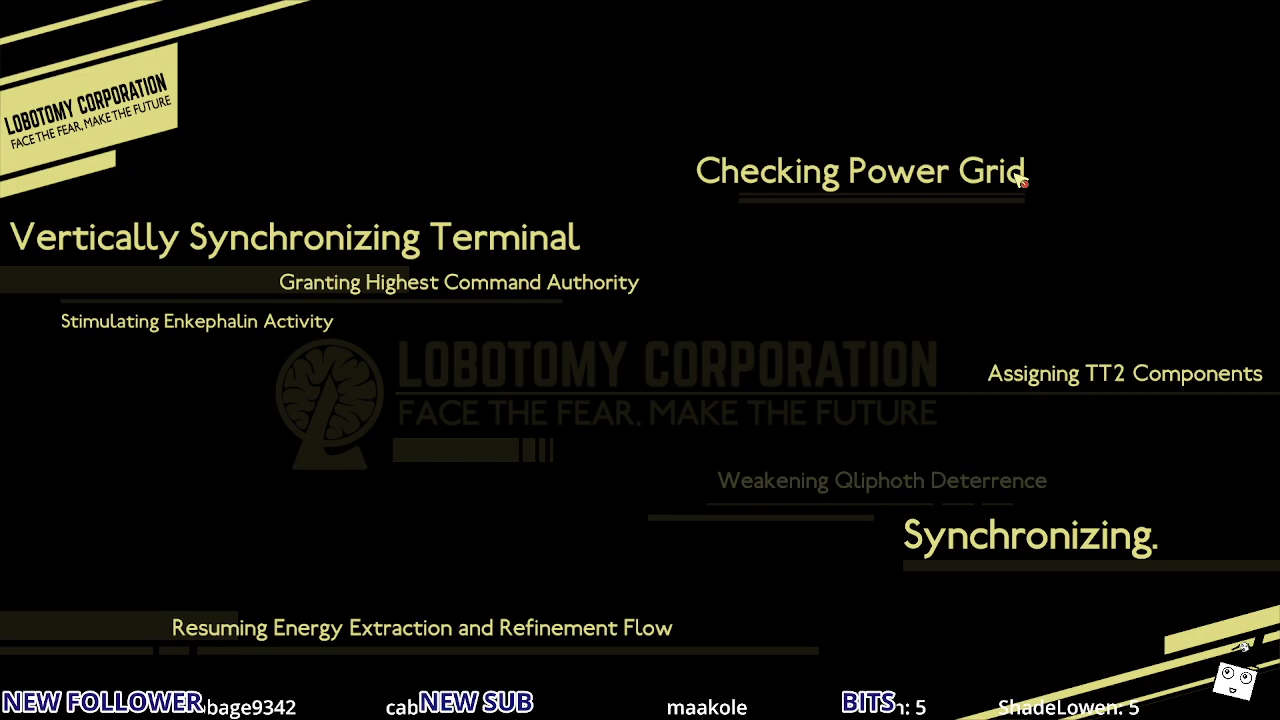 LOBOTOMY CORPORATION
FACE THE FEAR, MAKE THE FUTURE
Checking Power Grid
Vertically Synchronizing Terminal
Granting Highest Command Authority
Stimulating Enkephalin Activity
LOBOTOMY CORPORATION
FACE THE FEAR, MAKE THE FUTURE
Assigning TT2 Components
Weakening Qliphoth Deterrence
Synchronizing.
Resuming Energy Extraction and Refinement Flow
NEW FOLLOWER bage9342 cab NEW SUB maakole BITS n: 5 ShadeLowen: 5